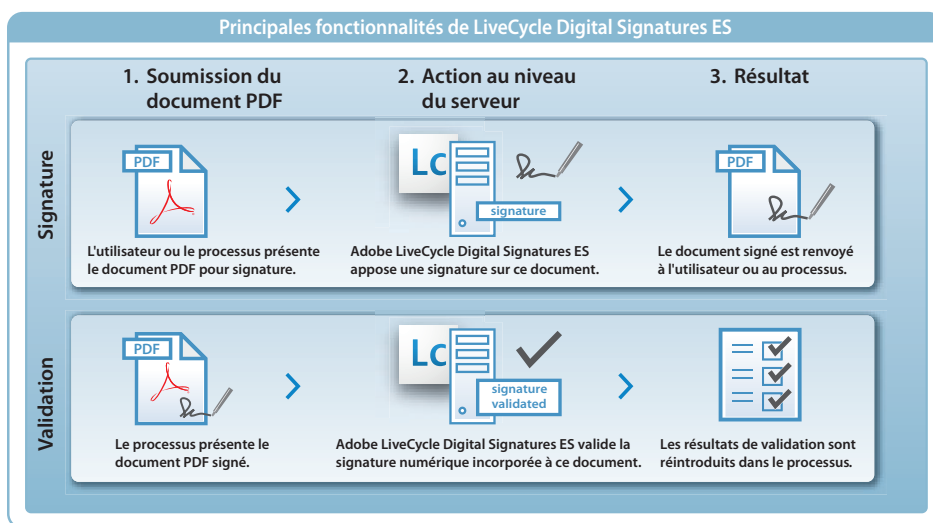 Principales fonctionnalités de LiveCycle Digital Signatures ES
1. Soumission du
document PDF
2. Action au niveau
du serveur
3. Résultat
Signature
PDF
Lc
signature
PDF
L'utilisateur ou le processus présente
le document PDF pour signature.
Adobe LiveCycle Digital Signatures ES
appose une signature sur ce document.
Le document signé est renvoyé
à l'utilisateur ou au processus.
Validation
PDF
Lc
signature
validated
Le processus présente le
document PDF signé.
Adobe LiveCycle Digital Signatures ES valide la
signature numérique incorporée à ce document.
Les résultats de validation sont
réintroduits dans le processus.